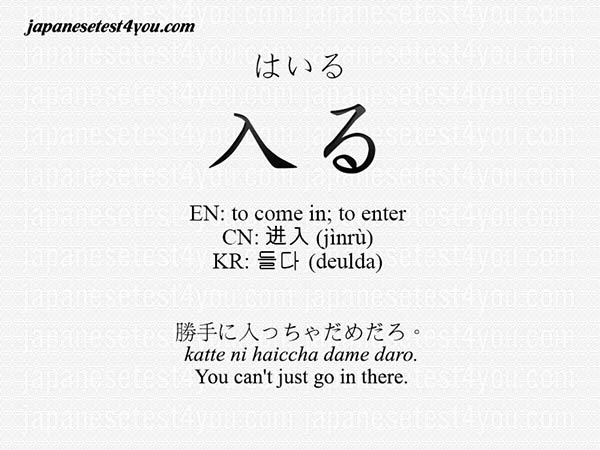 japanesetest4you.com
はいる
入る
EN: to come in; to enter
CN: 进入 (jìnrù)
KR: 들다 (deulda)
勝手に入っちゃだめだろ。
katte ni haiccha dame daro.
You can't just go in there.